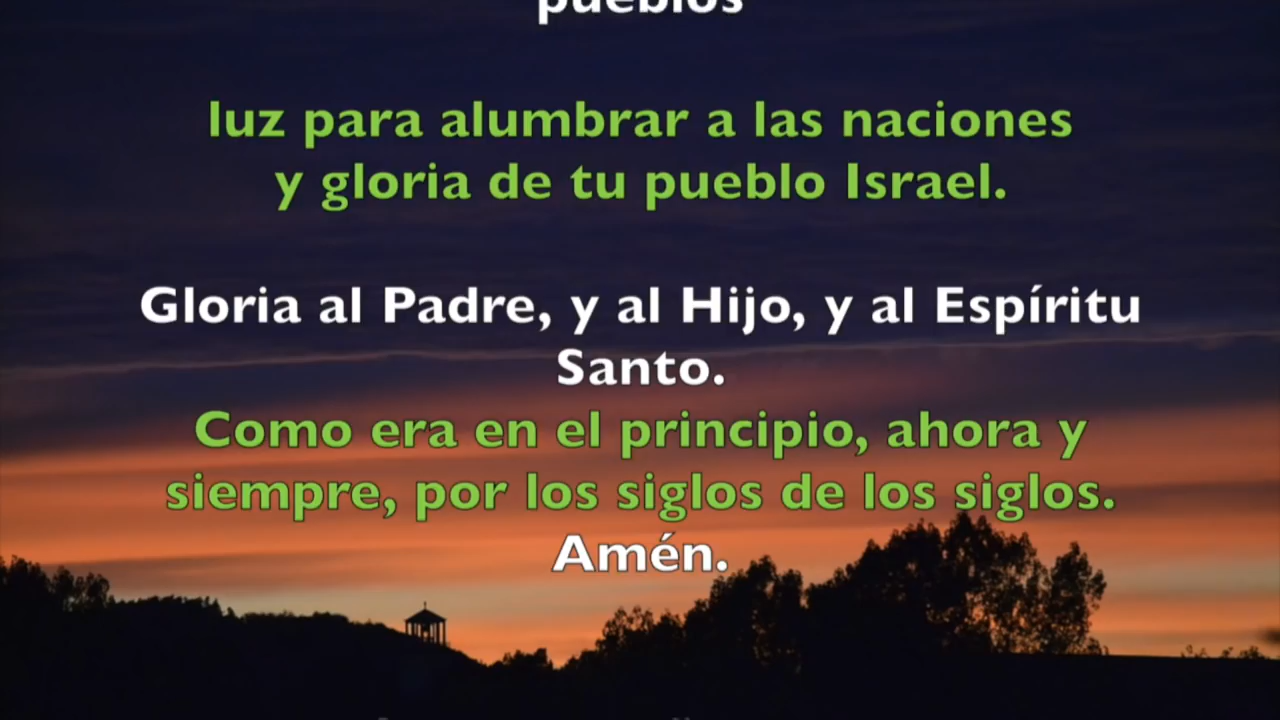 pueblos
luz para alumbrar a las naciones
y gloria de tu pueblo Israel.
Gloria al Padre, y al Hijo, y al Espíritu
Santo.
Como era en el principio, ahora y
siempre, por los siglos de los siglos.
Amén.